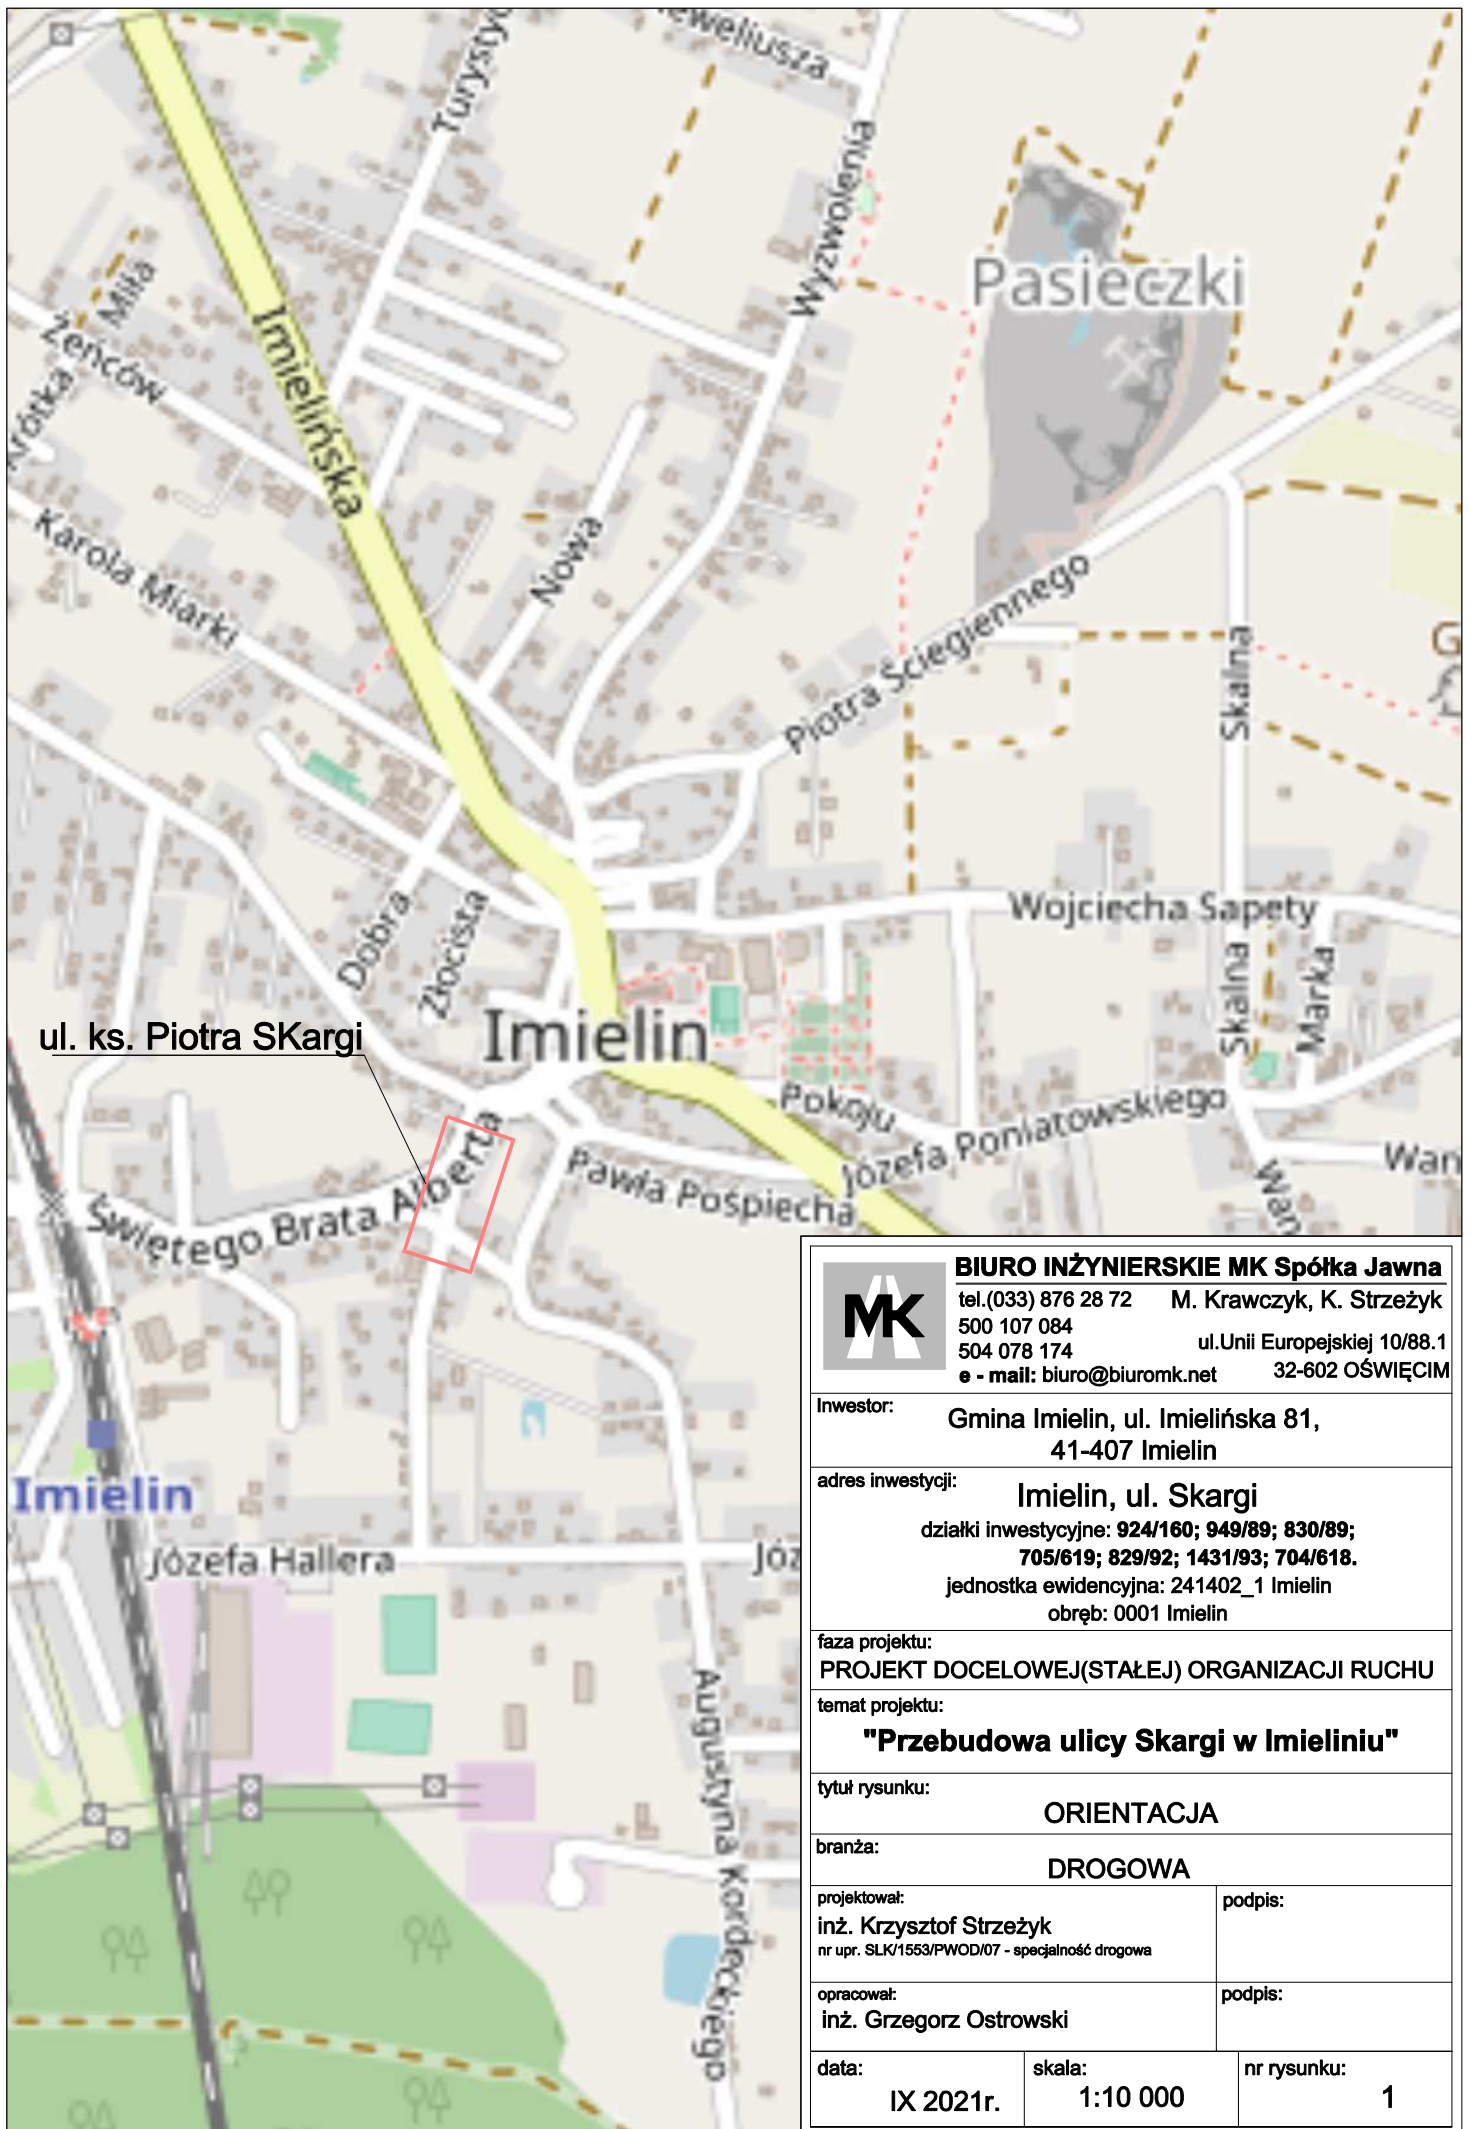 Turystyc
eweliusza
Wyzwolenia
Pasieczki
Miła
Żeńców
rótka
Imielińska
Karola Miarki
Nowa
Piotra Ściegiennego
Skalna
G
Dobra
Złocista
Wojciecha Sapety
Skalna
Marka
ul. ks. Piotra SKargi
Imielin
Pokoju
Józefa Poniatowskiego
Wan
Wan
Pawła Pośpiecha
Świętego Brata Alberta
Imielin
Józefa Hallera
Józ
Augustyna Kordeckiego
MK
BIURO INŻYNIERSKIE MK Spółka Jawna
tel.(033) 876 28 72 M. Krawczyk, K. Strzeżyk
500 107 084
504 078 174 ul.Unii Europejskiej 10/88.1
e - mail: biuro@biuromk.net 32-602 OŚWIĘCIM
Inwestor:
Gmina Imielin, ul. Imielińska 81,
41-407 Imielin
adres inwestycji:
Imielin, ul. Skargi
działki inwestycyjne: 924/160; 949/89; 830/89;
705/619; 829/92; 1431/93; 704/618.
jednostka ewidencyjna: 241402_1 Imielin
obręb: 0001 Imielin
faza projektu:
PROJEKT DOCELOWEJ(STAŁEJ) ORGANIZACJI RUCHU
temat projektu:
"Przebudowa ulicy Skargi w Imieliniu"
tytuł rysunku:
ORIENTACJA
branża:
DROGOWA
projektował: podpis:
inż. Krzysztof Strzeżyk
nr upr. SLK/1553/PWOD/07 - specjalność drogowa
opracował: podpis:
inż. Grzegorz Ostrowski
data: skala: nr rysunku:
IX 2021r. 1:10 000 1